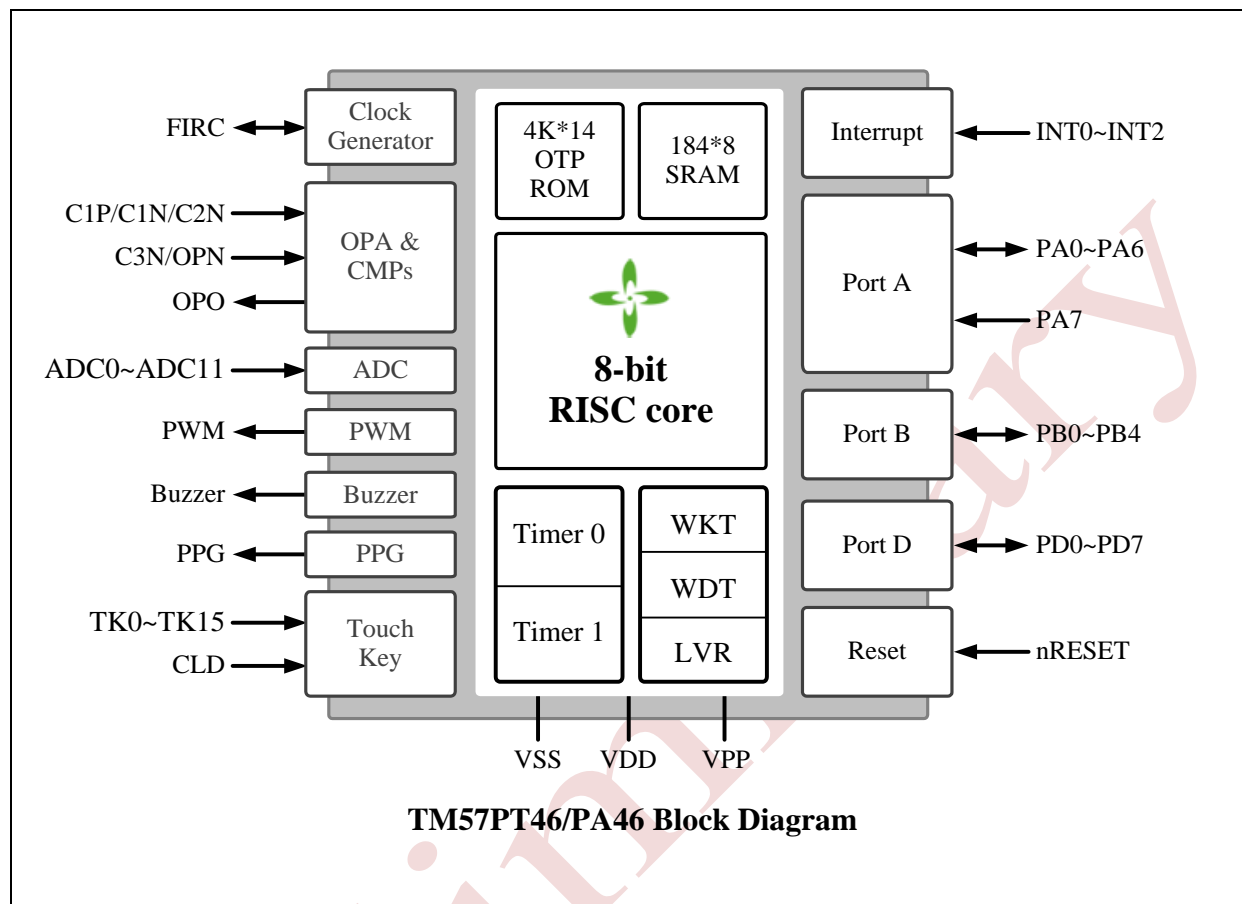 FIRC
Clock
Generator
C1P/C1N/C2N
C3N/OPN
OPO
OPA &
CMPs
ADC0~ADC11
ADC
PWM
PWM
Buzzer
Buzzer
PPG
PPG
TK0~TK15
CLD
Touch
Key
4K*14
OTP
ROM
184*8
SRAM
8-bit
RISC core
Timer 0
Timer 1
WKT
WDT
LVR
Interrupt
INT0~INT2
Port A
PA0~PA6
PA7
Port B
PB0~PB4
Port D
PD0~PD7
Reset
nRESET
VSS
VDD
VPP
TM57PT46/PA46 Block Diagram